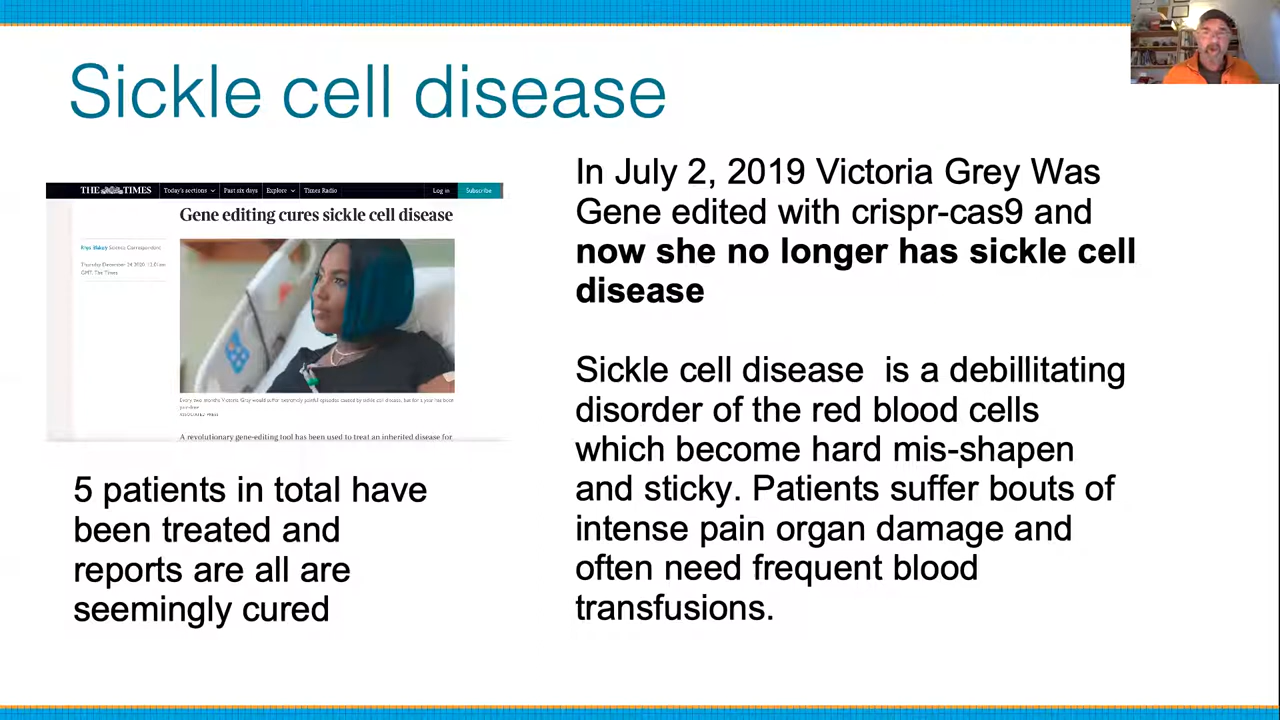 Sickle cell disease
THE TIMES Today's sections Past six days Explore Times Radio Log in Subscribe
Gene editing cures sickle cell disease
Science Correspondent
Thursday December 24 2020, 12.01am
GMT, The Times
Every two months Victoria Gray would suffer extremely painful episodes caused by sickle cell disease, but for a year has been
pain-free
ASSOCIATED PRESS
A revolutionary gene-editing tool has been used to treat an inherited disease for
5 patients in total have
been treated and
reports are all are
seemingly cured
In July 2, 2019 Victoria Grey Was
Gene edited with crispr-cas9 and
now she no longer has sickle cell
disease
Sickle cell disease is a debillitating
disorder of the red blood cells
which become hard mis-shapen
and sticky. Patients suffer bouts of
intense pain organ damage and
often need frequent blood
transfusions.